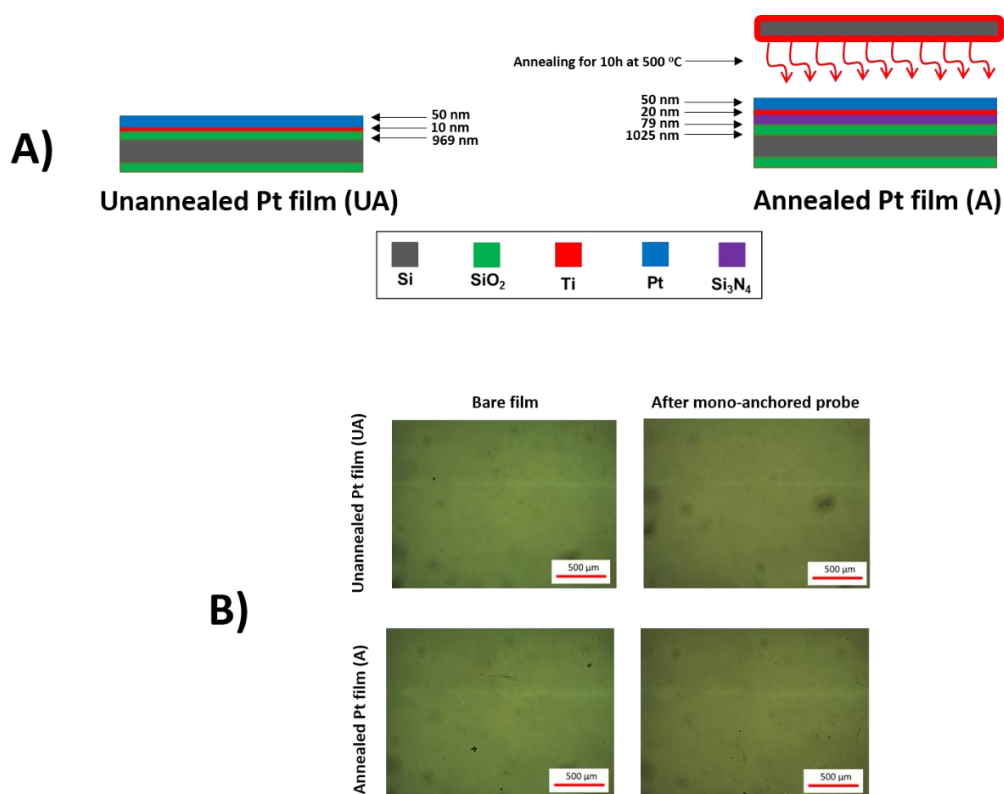 A)
50 nm
10 nm
969 nm
Unannealed Pt film (UA)
Annealing for 10h at 500 ºC
50 nm
20 nm
79 nm
1025 nm
Annealed Pt film (A)
Si
SiO₂
Ti
Pt
Si₃N₄
B)
Bare film
After mono-anchored probe
Unannealed Pt film (UA)
500 µm
500 µm
Annealed Pt film (A)
500 µm
500 µm